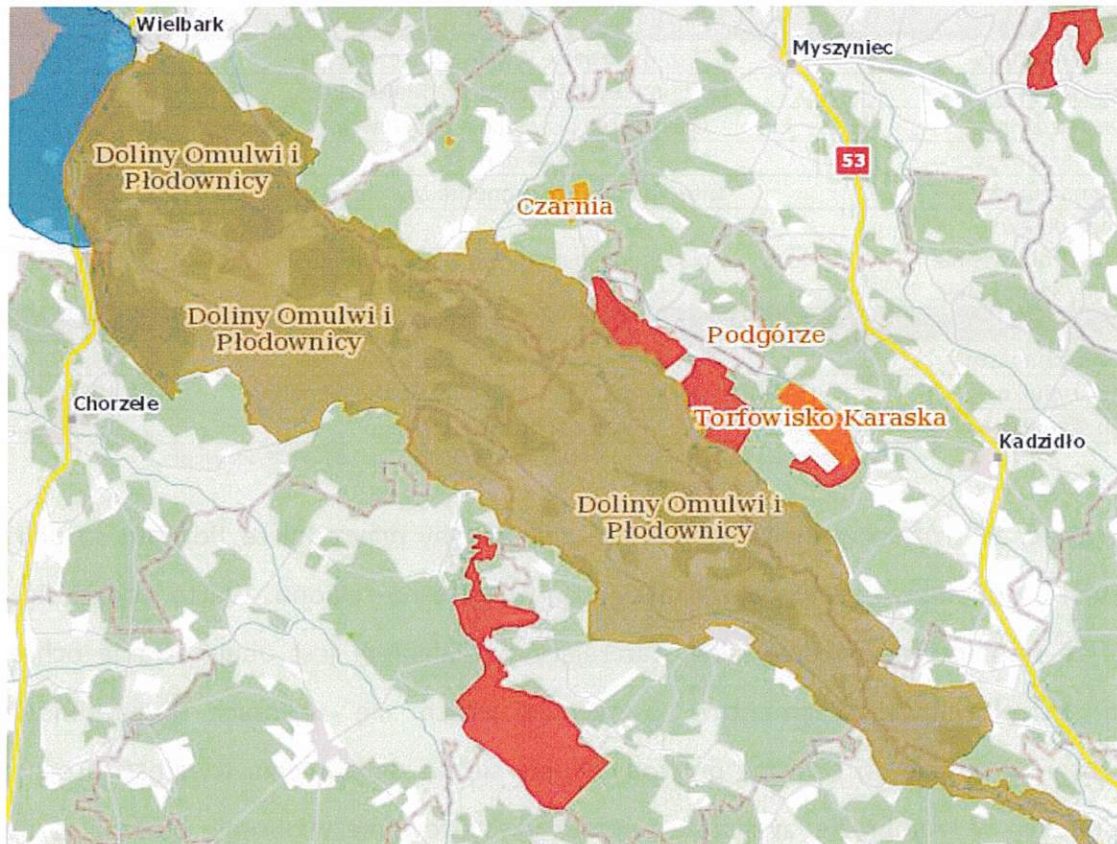 Wielbark
Myszyniec
Doliny Omulwi i
Płodownicy
53
Czarnia
Doliny Omulwi i
Płodownicy
Podgórze
Chorzele
Torfowisko Karaska
Kadzidło
Doliny Omulwi i
Płodownicy